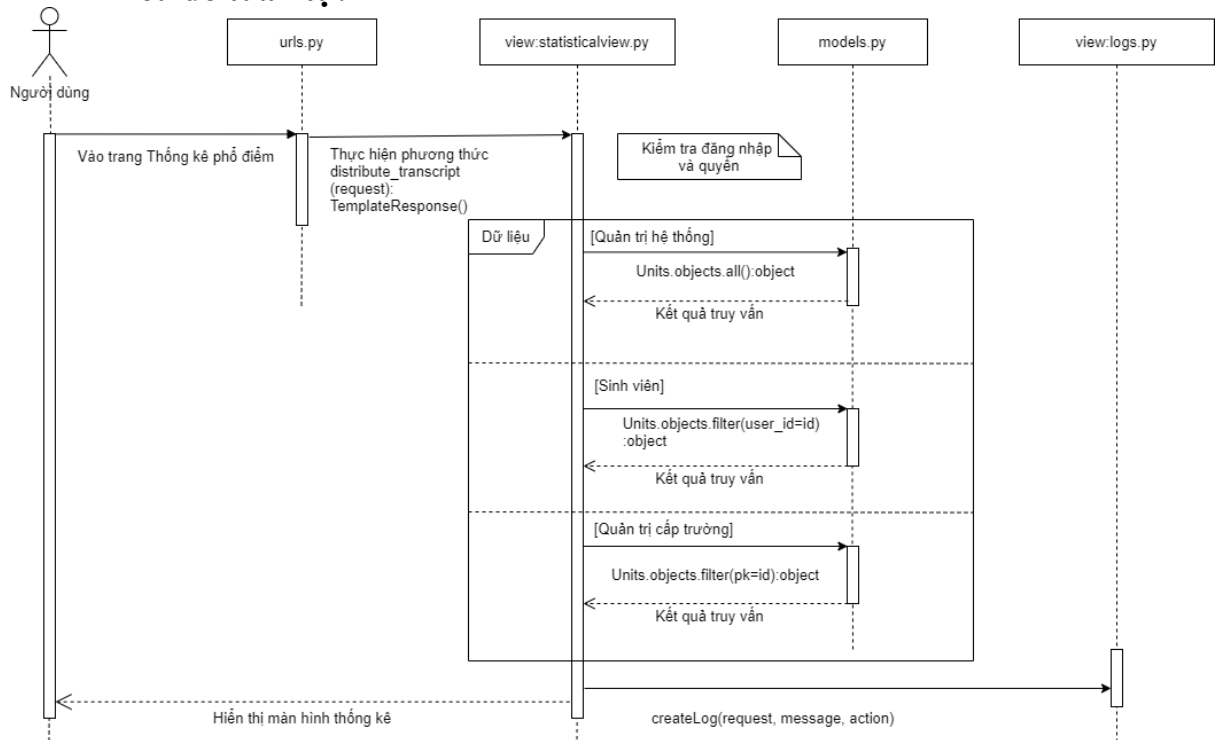 urls.py
view:statisticalview.py
models.py
view:logs.py
Người dùng
Vào trang Thống kê phổ điểm
Thực hiện phương thức
distribute_transcript
(request):
TemplateResponse()
Kiểm tra đăng nhập
và quyền
Dữ liệu
[Quản trị hệ thống]
Units.objects.all():object
Kết quả truy vấn
[Sinh viên]
Units.objects.filter(user_id=id)
:object
Kết quả truy vấn
[Quản trị cấp trường]
Units.objects.filter(pk=id):object
Kết quả truy vấn
Hiển thị màn hình thống kê
createLog(request, message, action)